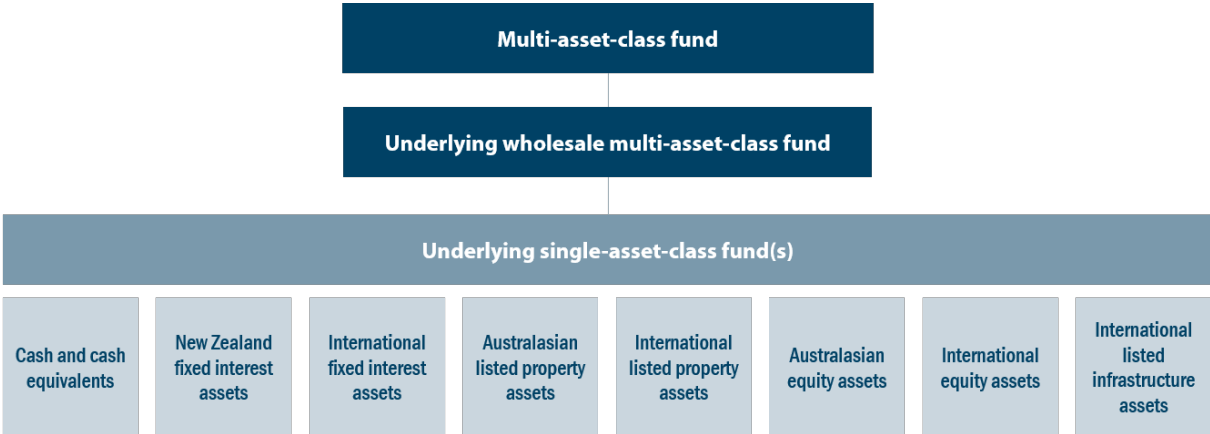 Multi-asset-class fund
Underlying wholesale multi-asset-class fund
Underlying single-asset-class fund(s)
Cash and cash
equivalents
New Zealand
fixed interest
assets
International
fixed interest
assets
Australasian
listed property
assets
International
listed property
assets
Australasian
equity assets
International
equity assets
International
listed
infrastructure
assets